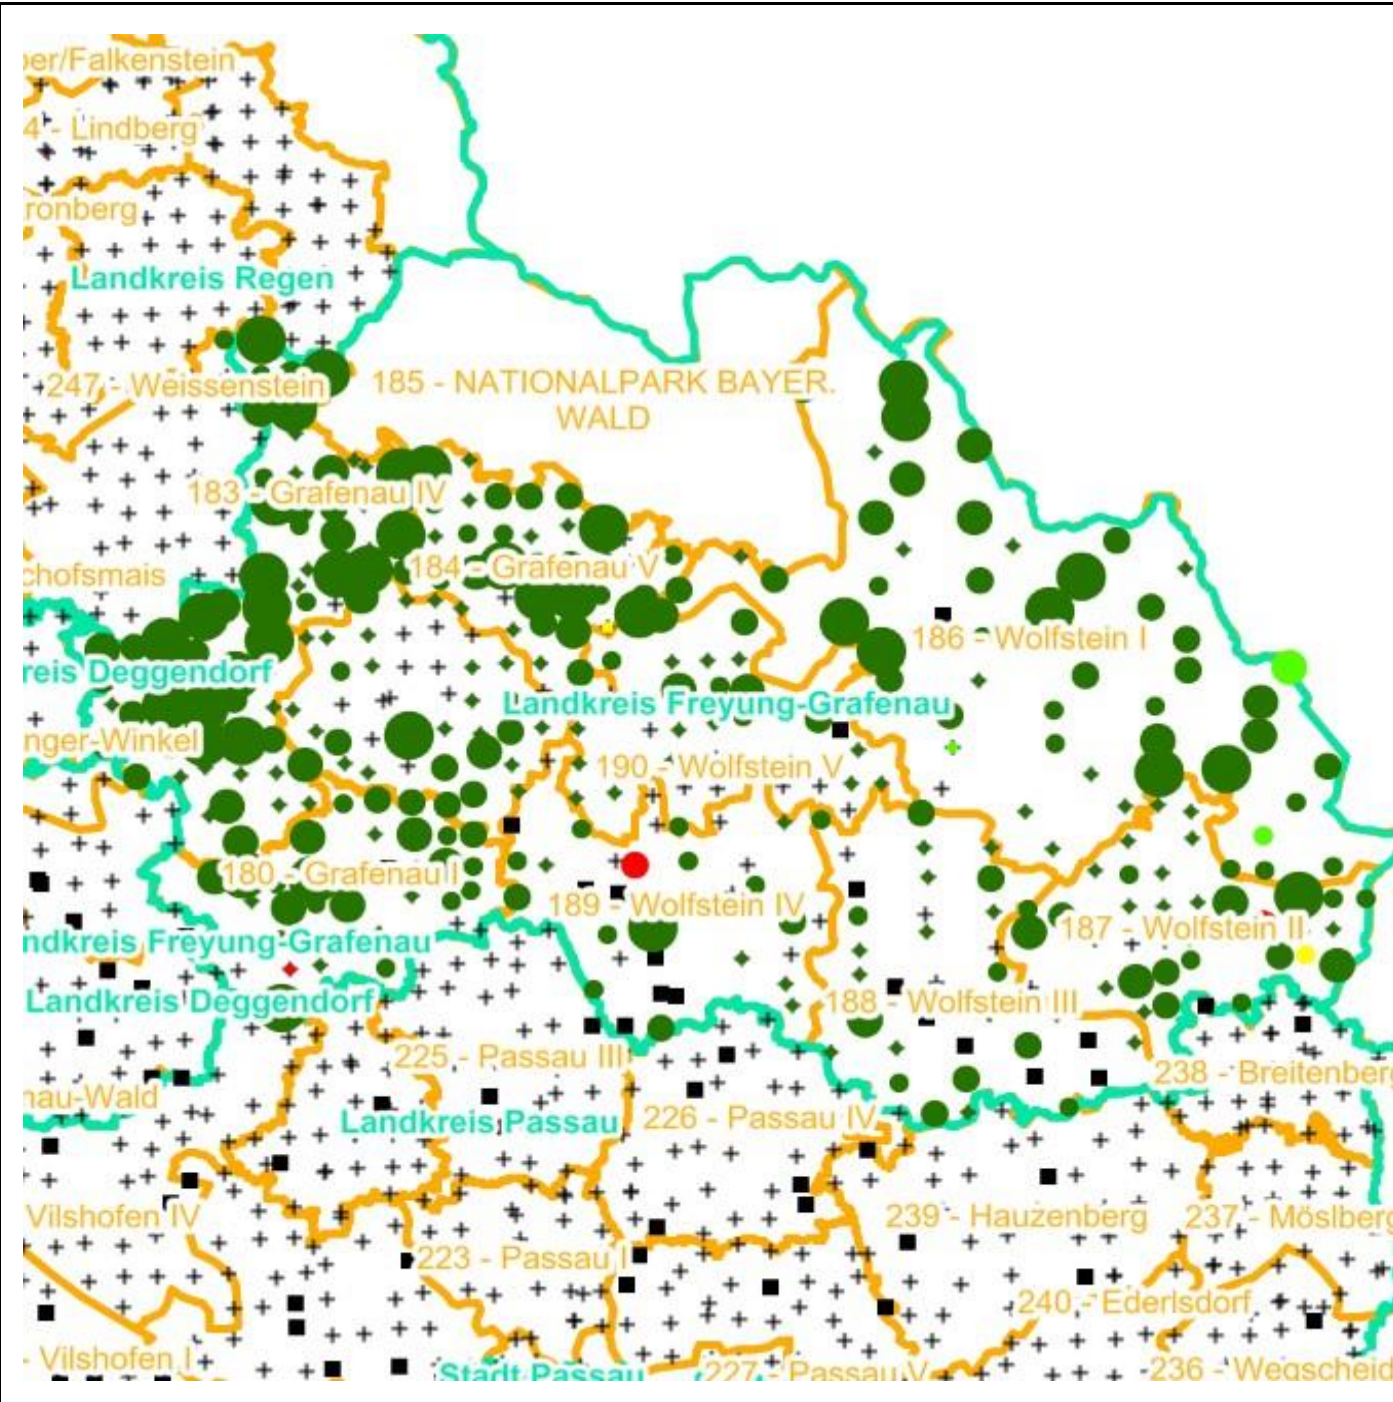 er/Falkenstein
4 - Lindberg
ronberg
Landkreis Regen
247 - Weissenstein
185 - NATIONALPARK BAYER.
WALD
183 - Grafenau IV
184 - Grafenau V
chofsmais
186 - Wolfstein I
reis Deggendorf
Landkreis Freyung-Grafenau
nger-Winkel
190 - Wolfstein V
180 - Grafenau I
189 - Wolfstein IV
187 - Wolfstein II
ndkreis Freyung-Grafenau
Landkreis Deggendorf
188 - Wolfstein III
225 - Passau III
238 - Breitenberg
nau-Wald
Landkreis Passau
226 - Passau IV
Vilshofen IV
239 - Hauzenberg
237 - Möslberg
223 - Passau I
240 - Ederlsdorf
- Vilshofen I
Stadt Passau
227 - Passau V
236 - Wegscheid